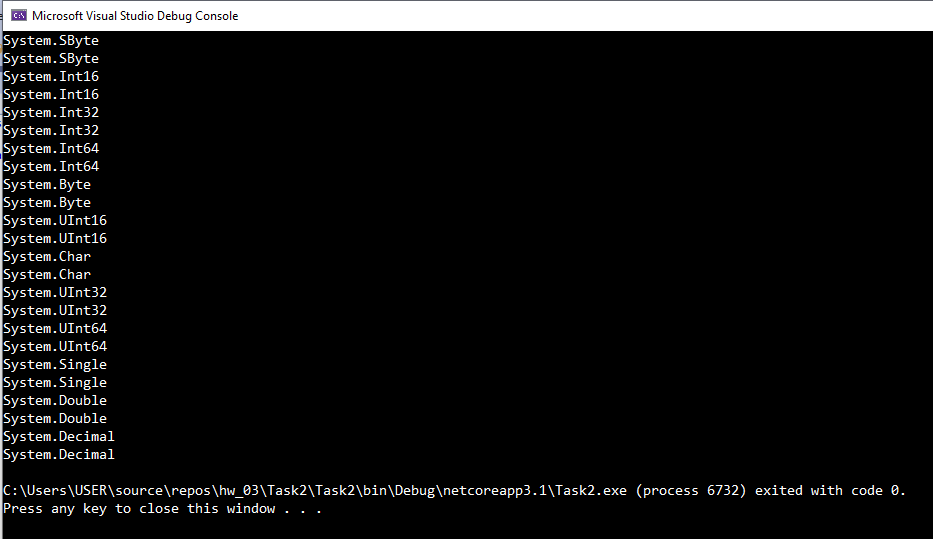 Microsoft Visual Studio Debug Console
System.SByte
System.SByte
System.Int16
System.Int16
System.Int32
System.Int32
System.Int64
System.Int64
System.Byte
System.Byte
System.UInt16
System.UInt16
System.Char
System.Char
System.UInt32
System.UInt32
System.UInt64
System.UInt64
System.Single
System.Single
System.Double
System.Double
System.Decimal
System.Decimal
C:\Users\USER\source\repos\hw_03\Task2\Task2\bin\Debug\netcoreapp3.1\Task2.exe (process 6732) exited with code 0.
Press any key to close this window . . .